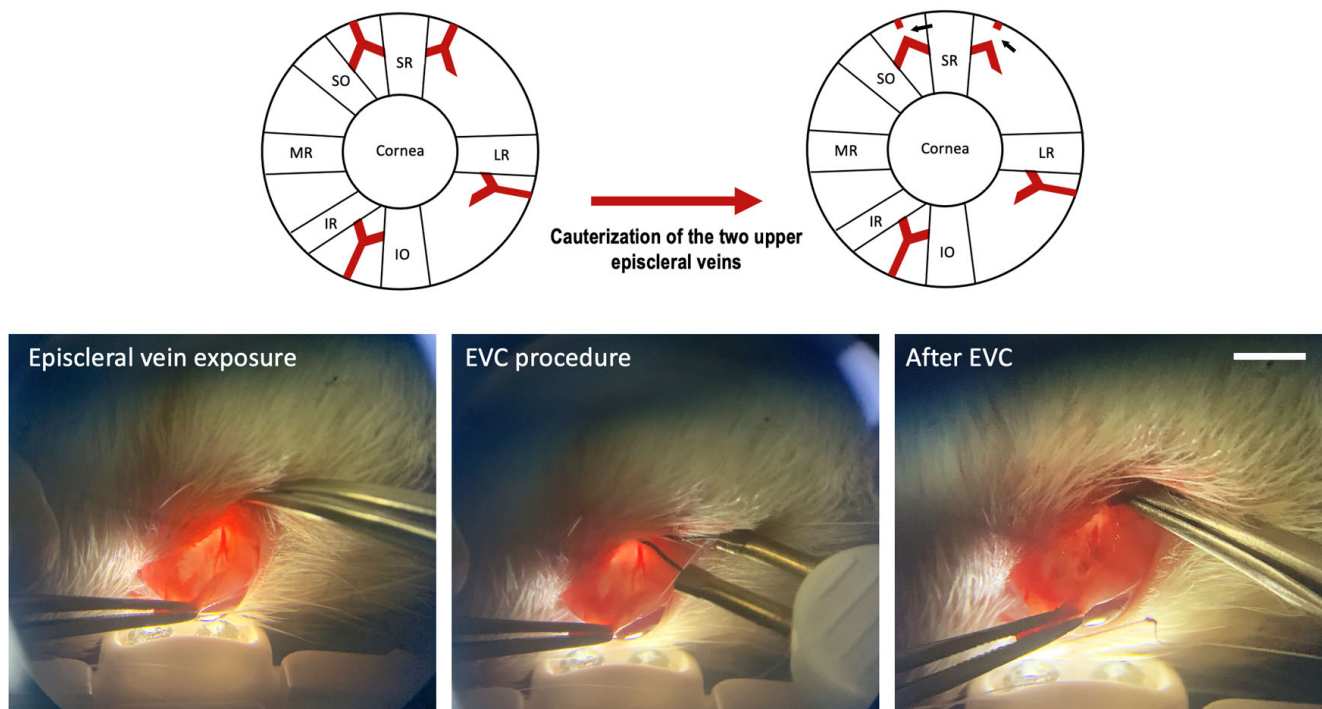 SO
SR
MR
Cornea
LR
IR
IO
Cauterization of the two upper
episcleral veins
SO
SR
MR
Cornea
LR
IR
IO
Episcleral vein exposure
EVC procedure
After EVC